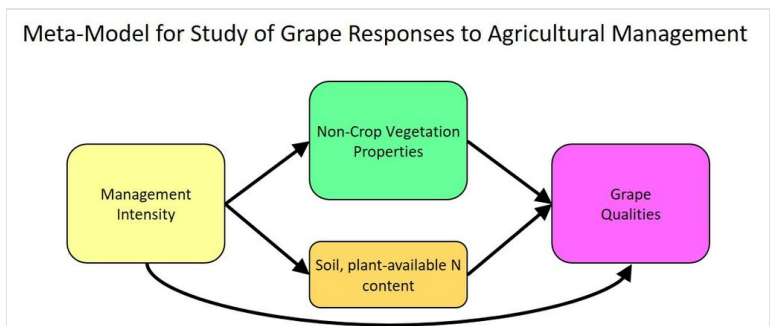 Meta-Model for Study of Grape Responses to Agricultural Management
Non-Crop Vegetation
Properties
Management
Intensity
Grape
Qualities
Soil, plant-available N
content